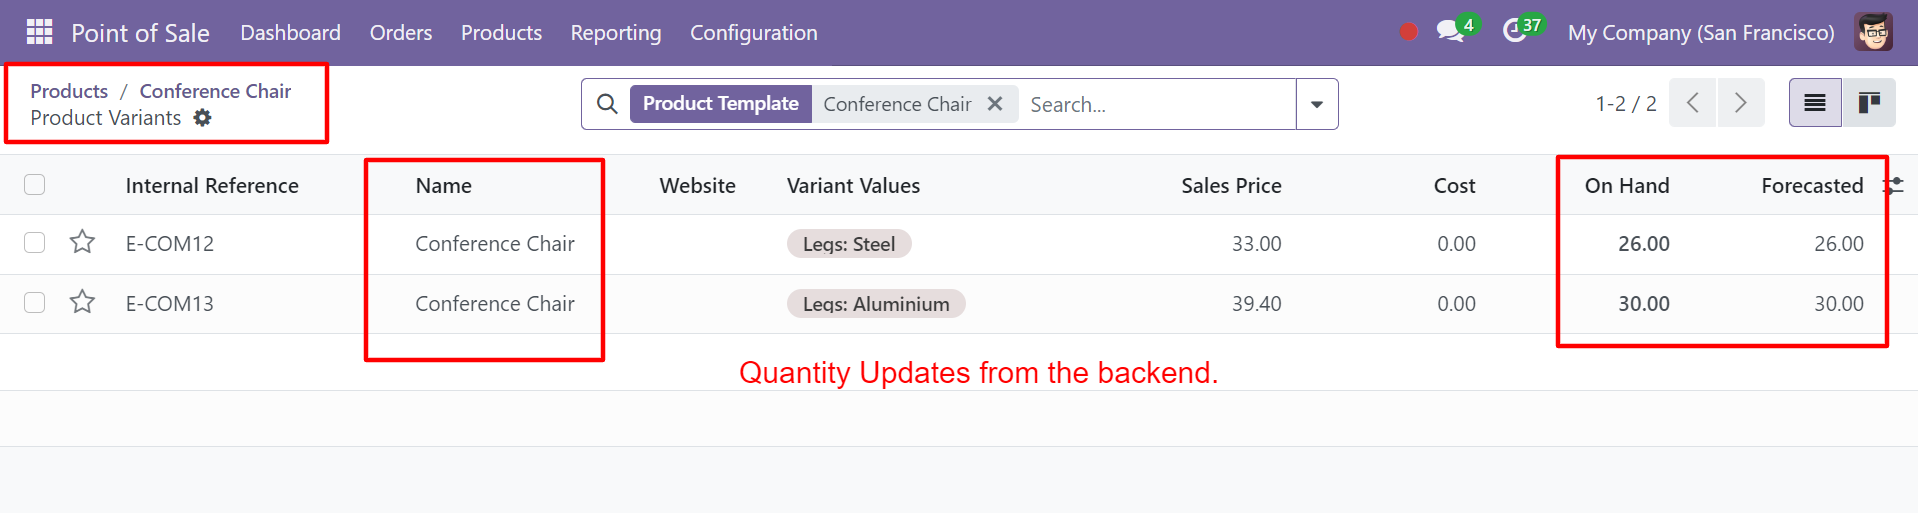 Point of Sale Dashboard Orders Products Reporting Configuration 4 37 My Company (San Francisco)
Products / Conference Chair
Product Variants
Product Template Conference Chair Search... 1-2 / 2
Internal Reference Name Website Variant Values Sales Price Cost On Hand Forecasted
E-COM12 Conference Chair Legs: Steel 33.00 0.00 26.00 26.00
E-COM13 Conference Chair Legs: Aluminium 39.40 0.00 30.00 30.00
Quantity Updates from the backend.